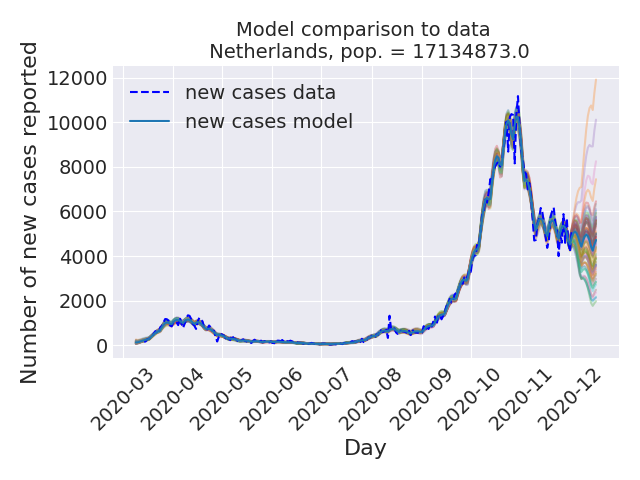 Model comparison to data
Netherlands, pop. = 17134873.0
Number of new cases reported
12000
10000
8000
6000
4000
2000
0
new cases data
new cases model
2020-03
2020-04
2020-05
2020-06
2020-07
2020-08
2020-09
2020-10
2020-11
2020-12
Day